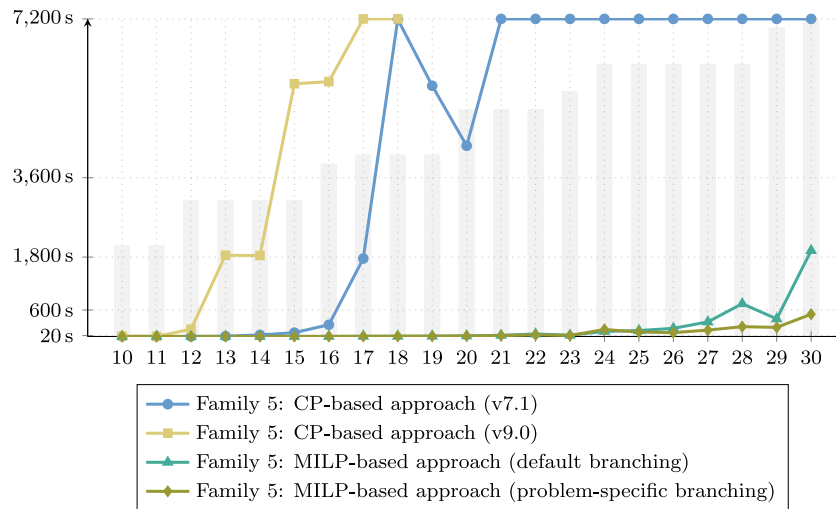 7,200 s
3,600 s
1,800 s
600 s
20 s
10 11 12 13 14 15 16 17 18 19 20 21 22 23 24 25 26 27 28 29 30
Family 5: CP-based approach (v7.1)
Family 5: CP-based approach (v9.0)
Family 5: MILP-based approach (default branching)
Family 5: MILP-based approach (problem-specific branching)